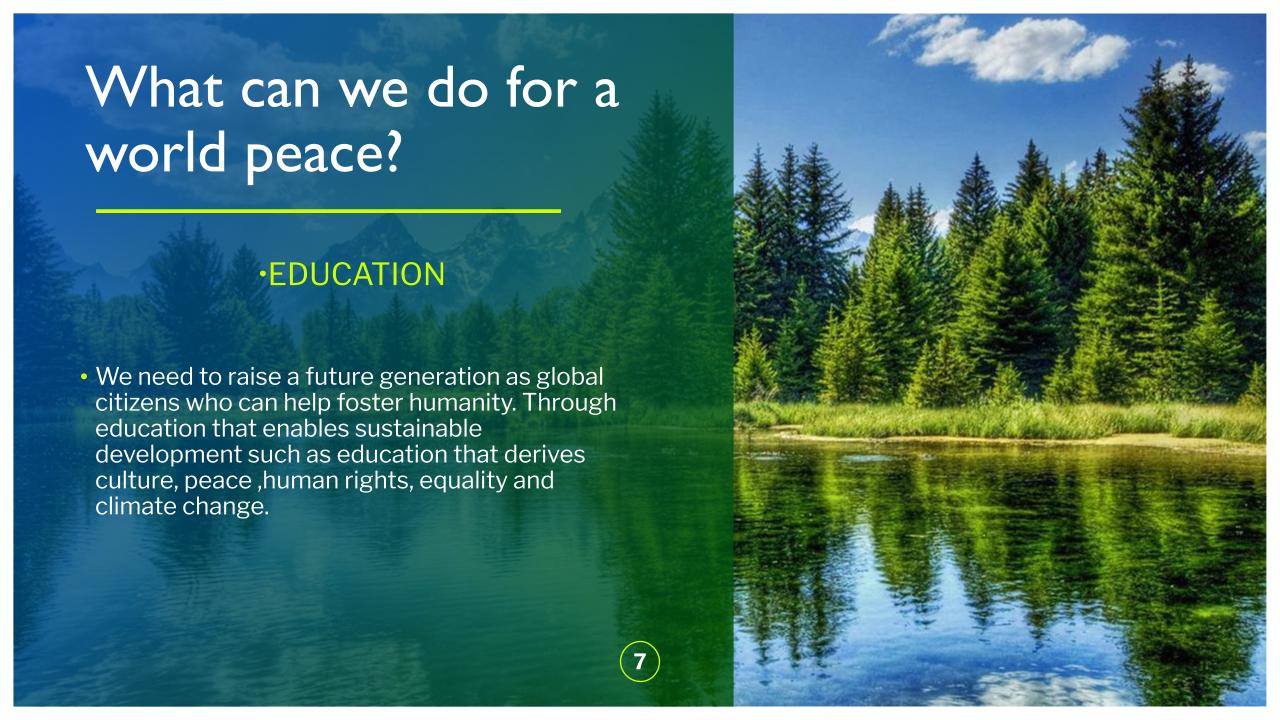 What can we do for a
world peace?
•EDUCATION
• We need to raise a future generation as global
citizens who can help foster humanity. Through
education that enables sustainable
development such as education that derives
culture, peace ,human rights, equality and
climate change.
7